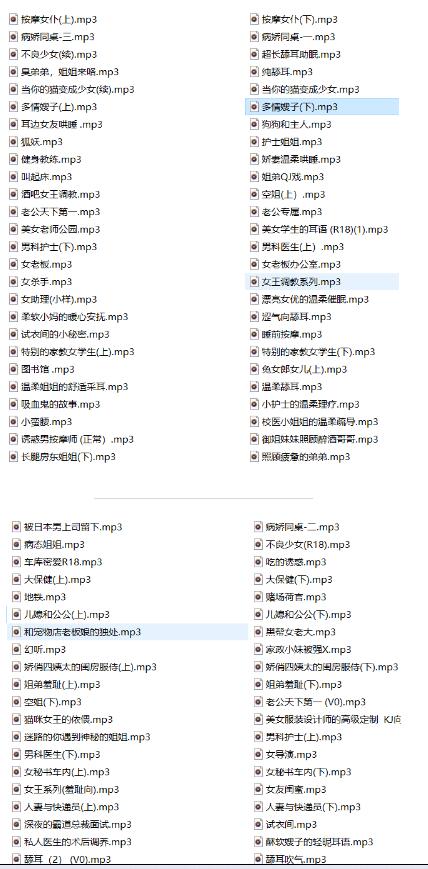 按摩女仆(上).mp3
按摩女仆(下).mp3
病娇同桌-三.mp3
病娇同桌-一.mp3
不良少女(续).mp3
超长舔耳助眠.mp3
臭弟弟，姐姐来咯.mp3
纯舔耳.mp3
当你的猫变成少女(续).mp3
当你的猫变成少女.mp3
多情嫂子(上).mp3
多情嫂子(下).mp3
耳边女友哄睡 .mp3
狗狗和主人.mp3
狐妖.mp3
护士姐姐.mp3
健身教练.mp3
娇妻温柔哄睡.mp3
叫起床.mp3
姐弟QJ戏.mp3
酒吧女王调教.mp3
空姐(上）.mp3
老公天下第一.mp3
老公专属.mp3
美女老师公园.mp3
美女学生的耳语 (R18)(1).mp3
男科护士(下).mp3
男科医生(上）.mp3
女老板.mp3
女老板办公室.mp3
女杀手.mp3
女王调教系列.mp3
女助理(小样).mp3
漂亮女优的温柔催眠.mp3
柔软小妈的暖心安抚.mp3
涩气向舔耳.mp3
试衣间的小秘密.mp3
睡前按摩.mp3
特别的家教女学生(上).mp3
特别的家教女学生(下).mp3
图书馆 .mp3
兔女郎女儿(上).mp3
温柔姐姐的舒适采耳.mp3
温柔舔耳.mp3
吸血鬼的故事.mp3
小护士的温柔理疗.mp3
小蛮腰.mp3
校医小姐姐的温柔疏导.mp3
诱惑男按摩师 (正常）.mp3
御姐妹妹照顾醉酒哥哥.mp3
长腿房东姐姐(下).mp3
照顾疲惫的弟弟.mp3
被日本男上司留下.mp3
病娇同桌-二.mp3
病态姐姐.mp3
不良少女(R18).mp3
车库密爱R18.mp3
吃的诱惑.mp3
大保健(上).mp3
大保健(下).mp3
地铁.mp3
赌场荷官.mp3
儿媳和公公(上).mp3
儿媳和公公(下).mp3
和宠物店老板娘的独处.mp3
黑帮女老大.mp3
幻听.mp3
家政小妹被强X.mp3
娇俏四姨太的闺房服侍(上).mp3
娇俏四姨太的闺房服侍(下).mp3
姐弟羞耻(上).mp3
姐弟羞耻(下).mp3
空姐(下).mp3
老公天下第一 (V0).mp3
猫咪女王的依偎.mp3
美女服装设计师的高级定制 KJ向
迷路的你遇到神秘的姐姐.mp3
男科护士(上).mp3
男科医生(下).mp3
女导演.mp3
女秘书车内(上).mp3
女秘书车内(下).mp3
女王系列(羞耻向).mp3
女友闺蜜.mp3
人妻与快递员(上).mp3
人妻与快递员(下).mp3
深夜的霸道总裁面试.mp3
试衣间.mp3
私人医生的术后调养.mp3
酥软嫂子的轻昵耳语.mp3
舔耳（2） (V0).mp3
舔耳吹气.mp3